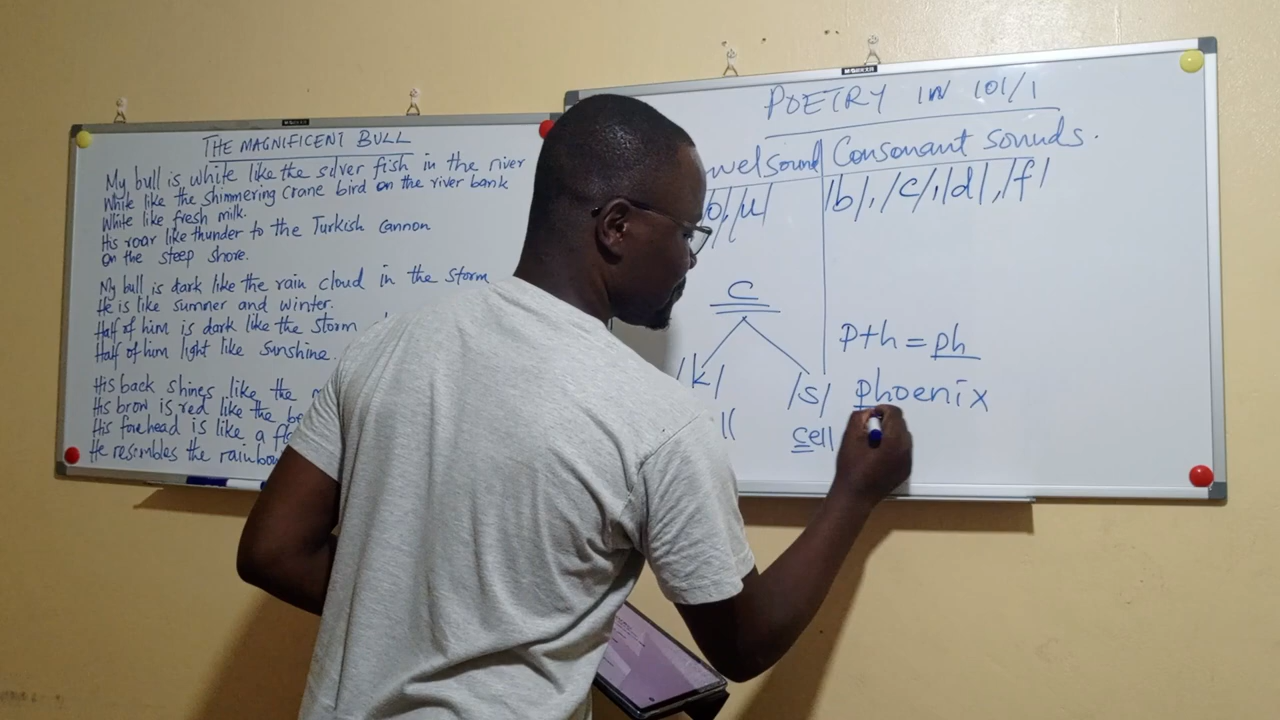 THE MAGNIFICENT BULL
My bull is white like the silver fish in the river
White like the shimmering crane bird on the river bank
White like fresh milk.
His roar like thunder to the Turkish cannon
on the steep shore.
My bull is dark like the rain cloud in the storm
He is like summer and winter.
Half of him is dark like the storm
Half of him light like sunshine.
His back shines like the
His brow is red like the
His forehead is like a
He resembles the rainbow
POETRY IN 101/1
Consonant sounds.
/b/, /c/, /d/, /f/
C
/k/ /s/
cell
p+h = ph
phoenix